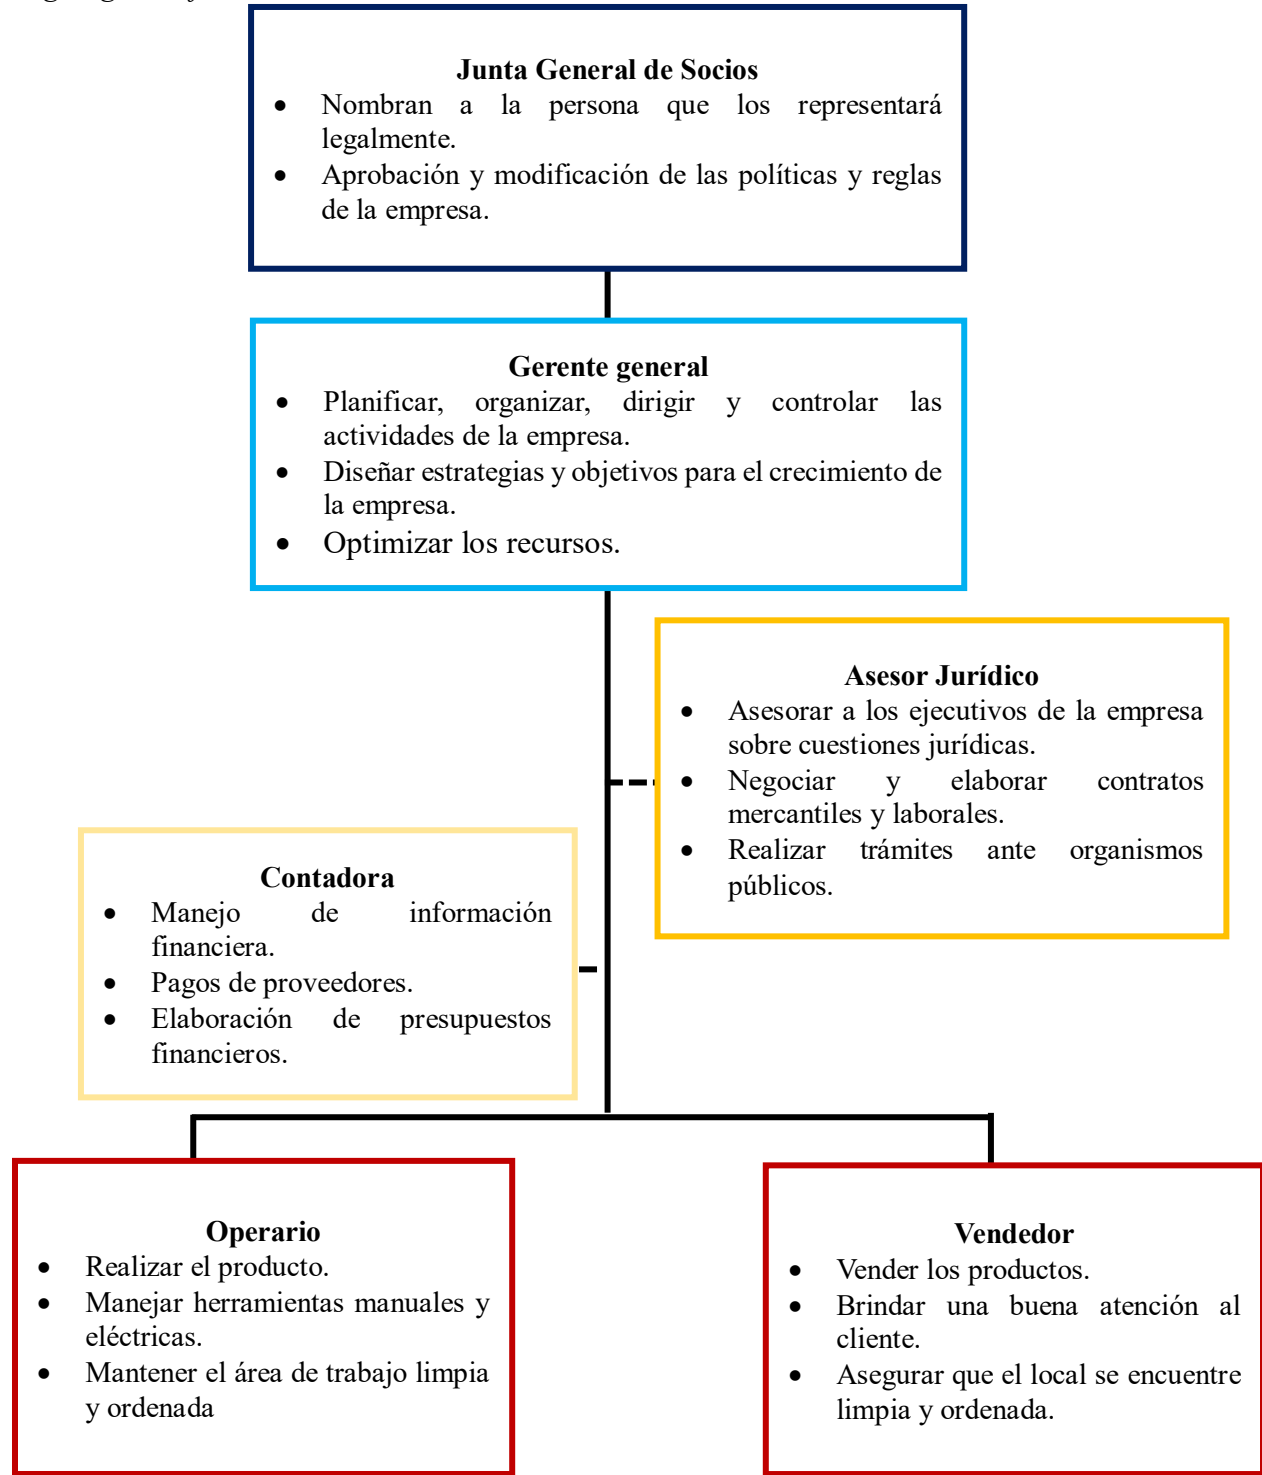 Junta General de Socios
• Nombran a la persona que los representará
legalmente.
• Aprobación y modificación de las políticas y reglas
de la empresa.
Gerente general
• Planificar, organizar, dirigir y controlar las
actividades de la empresa.
• Diseñar estrategias y objetivos para el crecimiento de
la empresa.
• Optimizar los recursos.
Asesor Jurídico
• Asesorar a los ejecutivos de la empresa
sobre cuestiones jurídicas.
• Negociar y elaborar contratos
mercantiles y laborales.
• Realizar trámites ante organismos
públicos.
Contadora
• Manejo de información
financiera.
• Pagos de proveedores.
• Elaboración de presupuestos
financieros.
Operario
• Realizar el producto.
• Manejar herramientas manuales y
eléctricas.
• Mantener el área de trabajo limpia
y ordenada
Vendedor
• Vender los productos.
• Brindar una buena atención al
cliente.
• Asegurar que el local se encuentre
limpia y ordenada.